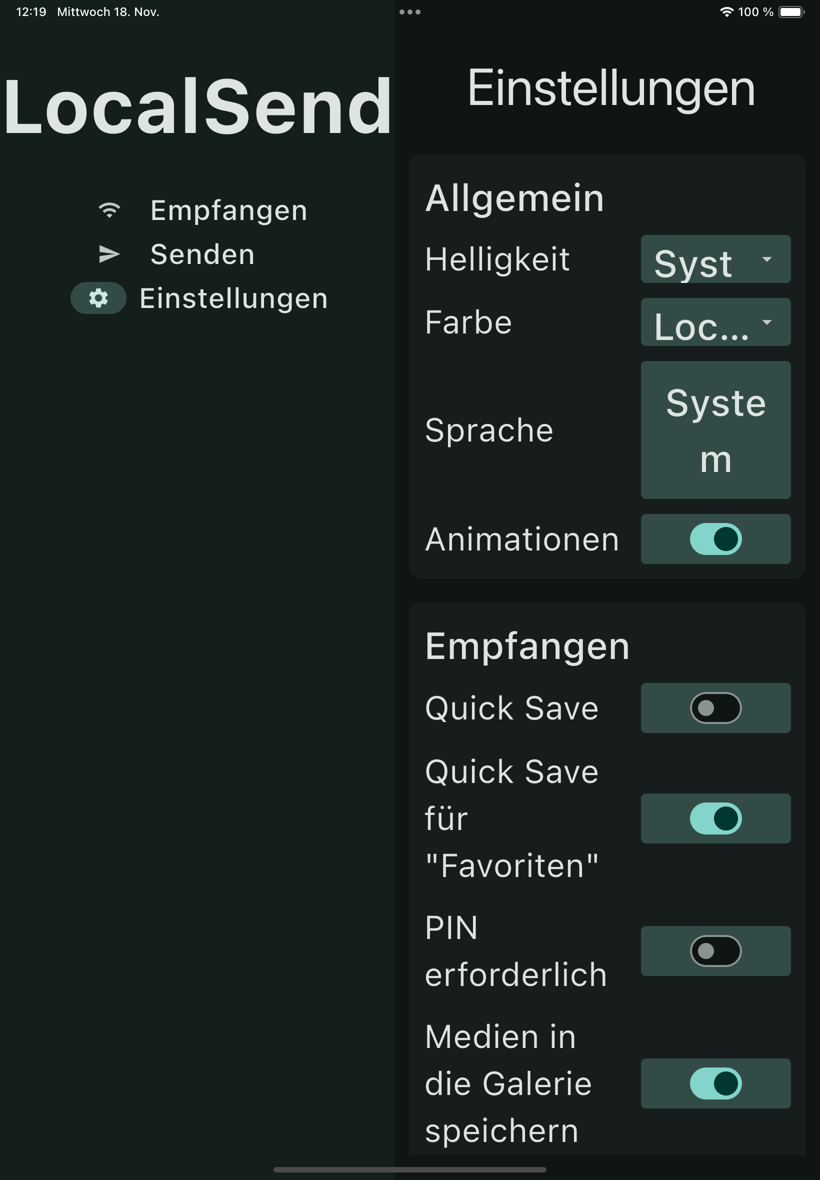 12:19 Mittwoch 18. Nov.
100 %
LocalSend
Empfangen
Senden
Einstellungen
Einstellungen
Allgemein
Helligkeit
Syst
Farbe
Loc...
Sprache
Syste
m
Animationen
Empfangen
Quick Save
Quick Save
für
"Favoriten"
PIN
erforderlich
Medien in
die Galerie
speichern